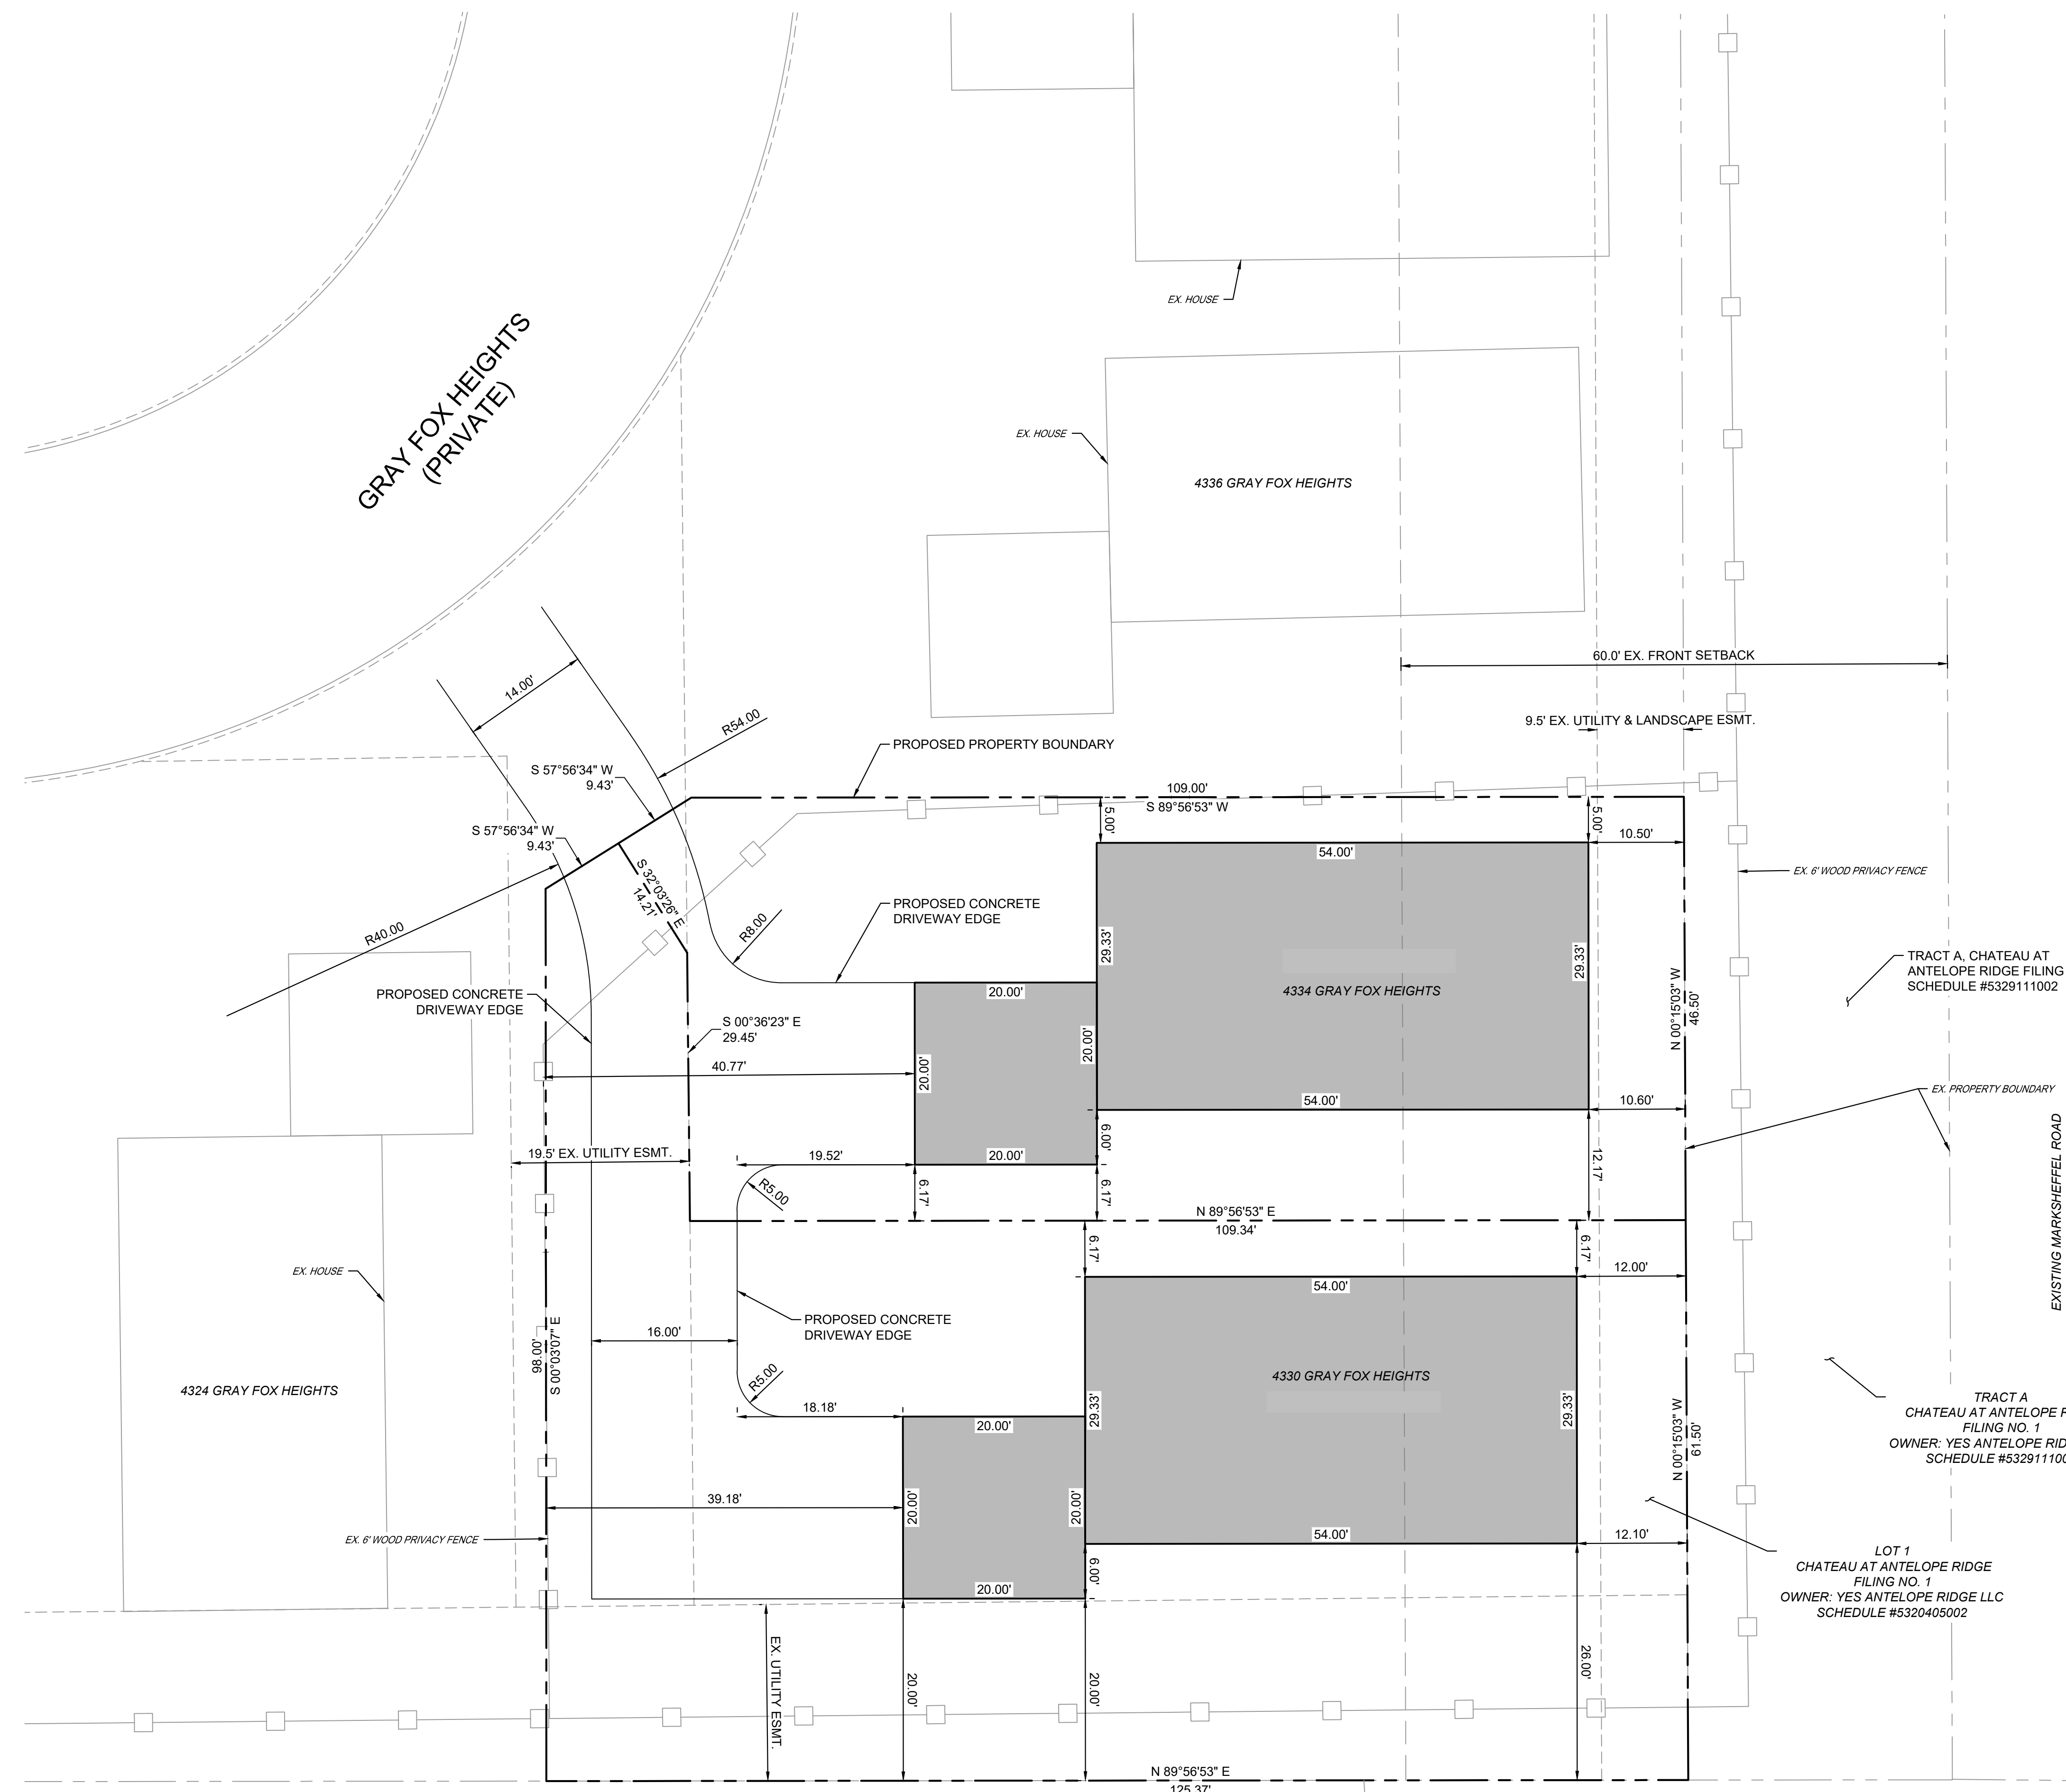 EX. HOUSE
GRAY FOX HEIGHTS
(PRIVATE)
EX. HOUSE
4336 GRAY FOX HEIGHTS
60.0' EX. FRONT SETBACK
14.00'
R54.00
9.5' EX. UTILITY & LANDSCAPE ESMT.
PROPOSED PROPERTY BOUNDARY
S 57°56'34" W
9.43'
109.00'
S 89°56'53" W
5.00'
5.00'
S 57°56'34" W
9.43'
10.50'
54.00'
S 32°03'26" E
14.21'
EX. 6' WOOD PRIVACY FENCE
PROPOSED CONCRETE
DRIVEWAY EDGE
R40.00
R8.00
29.33'
29.33'
TRACT A, CHATEAU AT
ANTELOPE RIDGE FILING
SCHEDULE #5329111002
PROPOSED CONCRETE
DRIVEWAY EDGE
20.00'
4334 GRAY FOX HEIGHTS
N 00°15'03" W
46.50'
S 00°36'23" E
29.45'
20.00'
40.77'
20.00'
54.00'
10.60'
EX. PROPERTY BOUNDARY
EXISTING MARKSHEFFEL ROAD
6.00'
19.5' EX. UTILITY ESMT.
19.52'
20.00'
12.17'
R5.00
6.17'
6.17'
N 89°56'53" E
109.34'
6.17'
6.17'
12.00'
54.00'
EX. HOUSE
PROPOSED CONCRETE
DRIVEWAY EDGE
16.00'
98.00'
S 00°03'07" E
4324 GRAY FOX HEIGHTS
R5.00
4330 GRAY FOX HEIGHTS
18.18'
20.00'
29.33'
29.33'
N 00°15'03" W
61.50'
TRACT A
CHATEAU AT ANTELOPE R
FILING NO. 1
OWNER: YES ANTELOPE RID
SCHEDULE #532911100
39.18'
20.00'
20.00'
EX. 6' WOOD PRIVACY FENCE
54.00'
12.10'
LOT 1
CHATEAU AT ANTELOPE RIDGE
FILING NO. 1
OWNER: YES ANTELOPE RIDGE LLC
SCHEDULE #5320405002
6.00'
20.00'
EX. UTILITY ESMT.
20.00'
20.00'
26.00'
N 89°56'53" E
125.37'